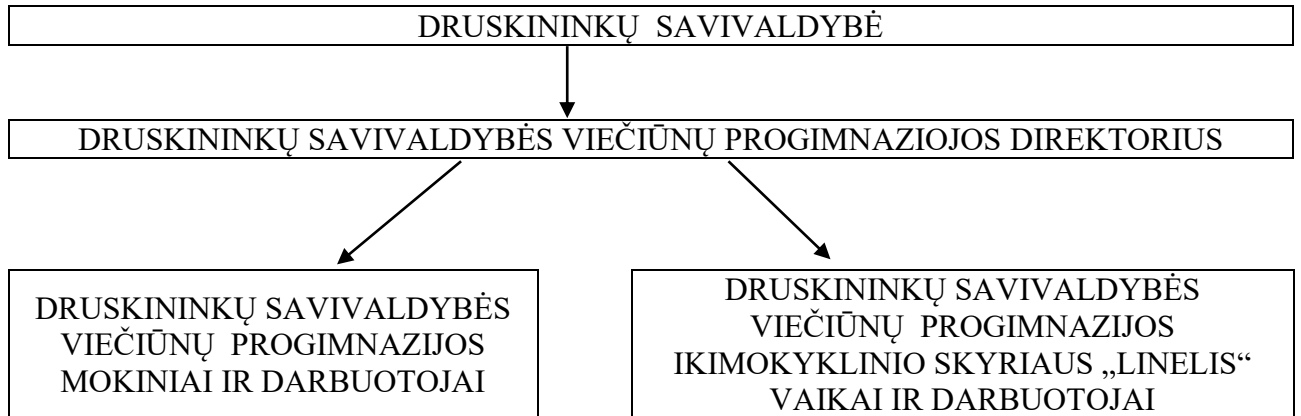 DRUSKININKŲ SAVIVALDYBĖ
DRUSKININKŲ SAVIVALDYBĖS VIEČIŪNŲ PROGIMNAZIOJOS DIREKTORIUS
DRUSKININKŲ SAVIVALDYBĖS
VIEČIŪNŲ PROGIMNAZIJOS
MOKINIAI IR DARBUOTOJAI
DRUSKININKŲ SAVIVALDYBĖS
VIEČIŪNŲ PROGIMNAZIJOS
IKIMOKYKLINIO SKYRIAUS „LINELIS“
VAIKAI IR DARBUOTOJAI